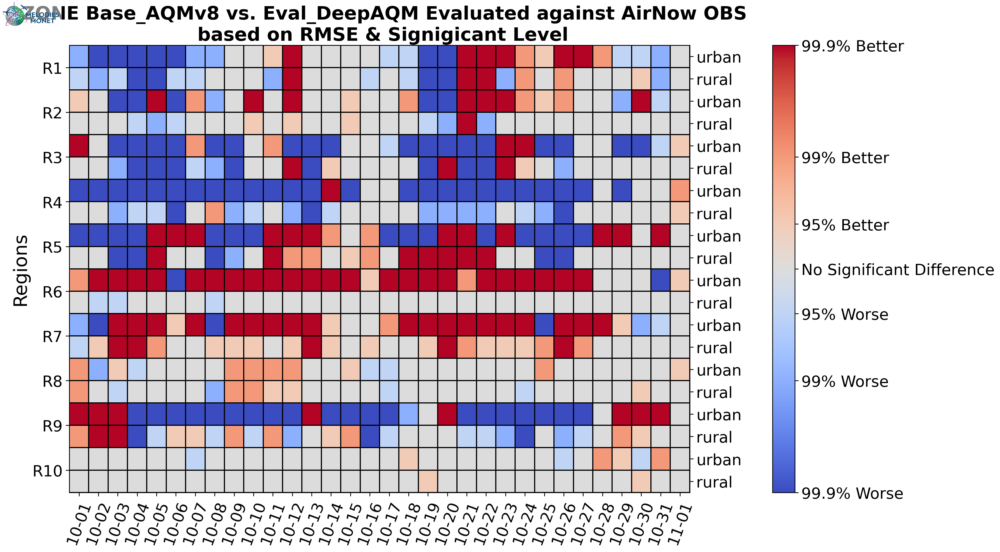 OZONE Base_AQMv8 vs. Eval_DeepAQM Evaluated against AirNow OBS
based on RMSE & Signigicant Level
MELODIES
MONET
Regions
R1
R2
R3
R4
R5
R6
R7
R8
R9
R10
urban
rural
urban
rural
urban
rural
urban
rural
urban
rural
urban
rural
urban
rural
urban
rural
urban
rural
urban
rural
10-01
10-02
10-03
10-04
10-05
10-06
10-07
10-08
10-09
10-10
10-11
10-12
10-13
10-14
10-15
10-16
10-17
10-18
10-19
10-20
10-21
10-22
10-23
10-24
10-25
10-26
10-27
10-28
10-29
10-30
10-31
11-01
99.9% Better
99% Better
95% Better
No Significant Difference
95% Worse
99% Worse
99.9% Worse